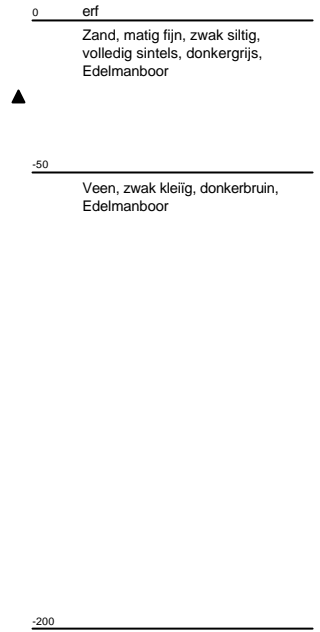 0 erf
Zand, matig fijn, zwak siltig,
volledig sintels, donkergrijs,
Edelmanboor
-50
Veen, zwak kleiïg, donkerbruin,
Edelmanboor
-200